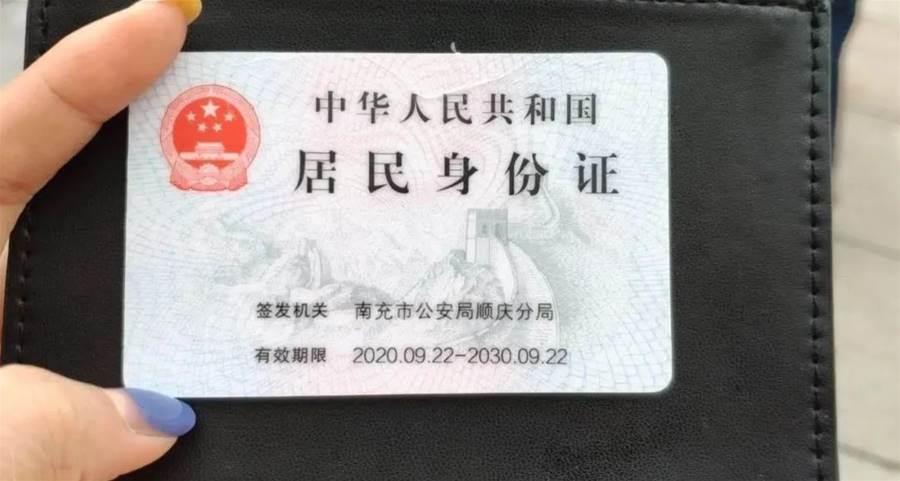 中华人民共和国
居民身份证
签发机关 南充市公安局顺庆分局
有效期限 2020.09.22-2030.09.22